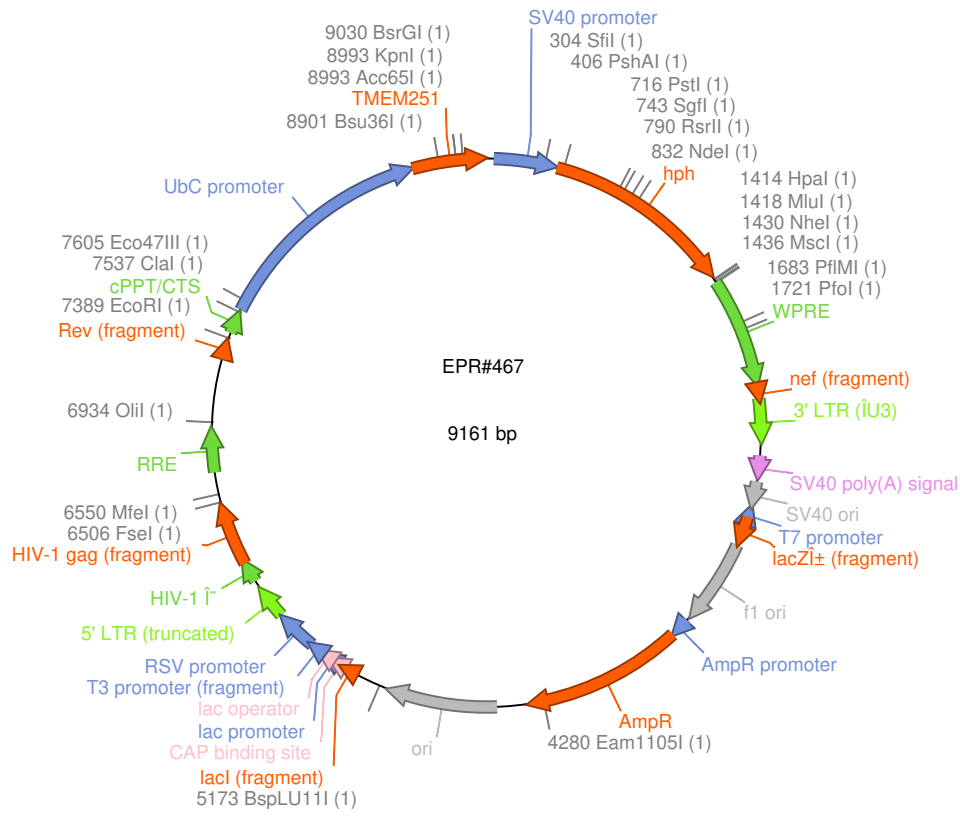 SV40 promoter
9030 BsrGI (1)
304 SfiI (1)
8993 KpnI (1)
406 PshAI (1)
8993 Acc65I (1)
716 PstI (1)
TMEM251
743 SgfI (1)
8901 Bsu36I (1)
790 RsrII (1)
832 NdeI (1)
hph
UbC promoter
1414 HpaI (1)
1418 MluI (1)
1430 NheI (1)
7605 Eco47III (1)
1436 MscI (1)
7537 ClaI (1)
1683 PflMI (1)
cPPT/CTS
1721 PfoI (1)
7389 EcoRI (1)
WPRE
Rev (fragment)
EPR#467
nef (fragment)
6934 OliI (1)
3' LTR (ÎU3)
9161 bp
RRE
SV40 poly(A) signal
6550 MfeI (1)
SV40 ori
6506 FseI (1)
T7 promoter
HIV-1 gag (fragment)
lacZÎ± (fragment)
HIV-1 Î¨
f1 ori
5' LTR (truncated)
RSV promoter
AmpR promoter
T3 promoter (fragment)
lac operator
AmpR
lac promoter
4280 Eam1105I (1)
CAP binding site
ori
lacI (fragment)
5173 BspLU11I (1)